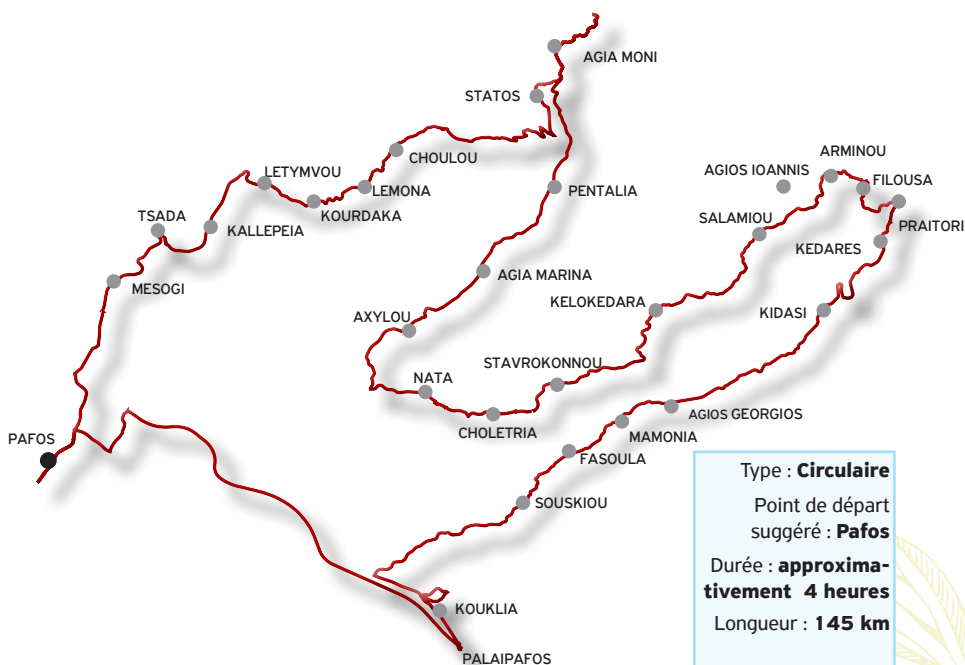 AGIA MONI
STATOS
CHOULOU
LETYMVOU
LEMONA
KOURDAKA
TSADA
KALLEPEIA
MESOGI
PENTALIA
AGIA MARINA
AXYLOU
NATA
CHOLETRIA
STAVROKONNOU
KELOKEDARA
SALAMIOU
AGIOS IOANNIS
ARMINOU
FILOUSA
PRAITORI
KEDARES
KIDASI
AGIOS GEORGIOS
MAMONIA
FASOULA
SOUSKIOU
KOUKLIA
PALAIPAFOS
PAFOS
Type : Circulaire
Point de départ
suggéré : Pafos
Durée : approxima-
tivement 4 heures
Longueur : 145 km